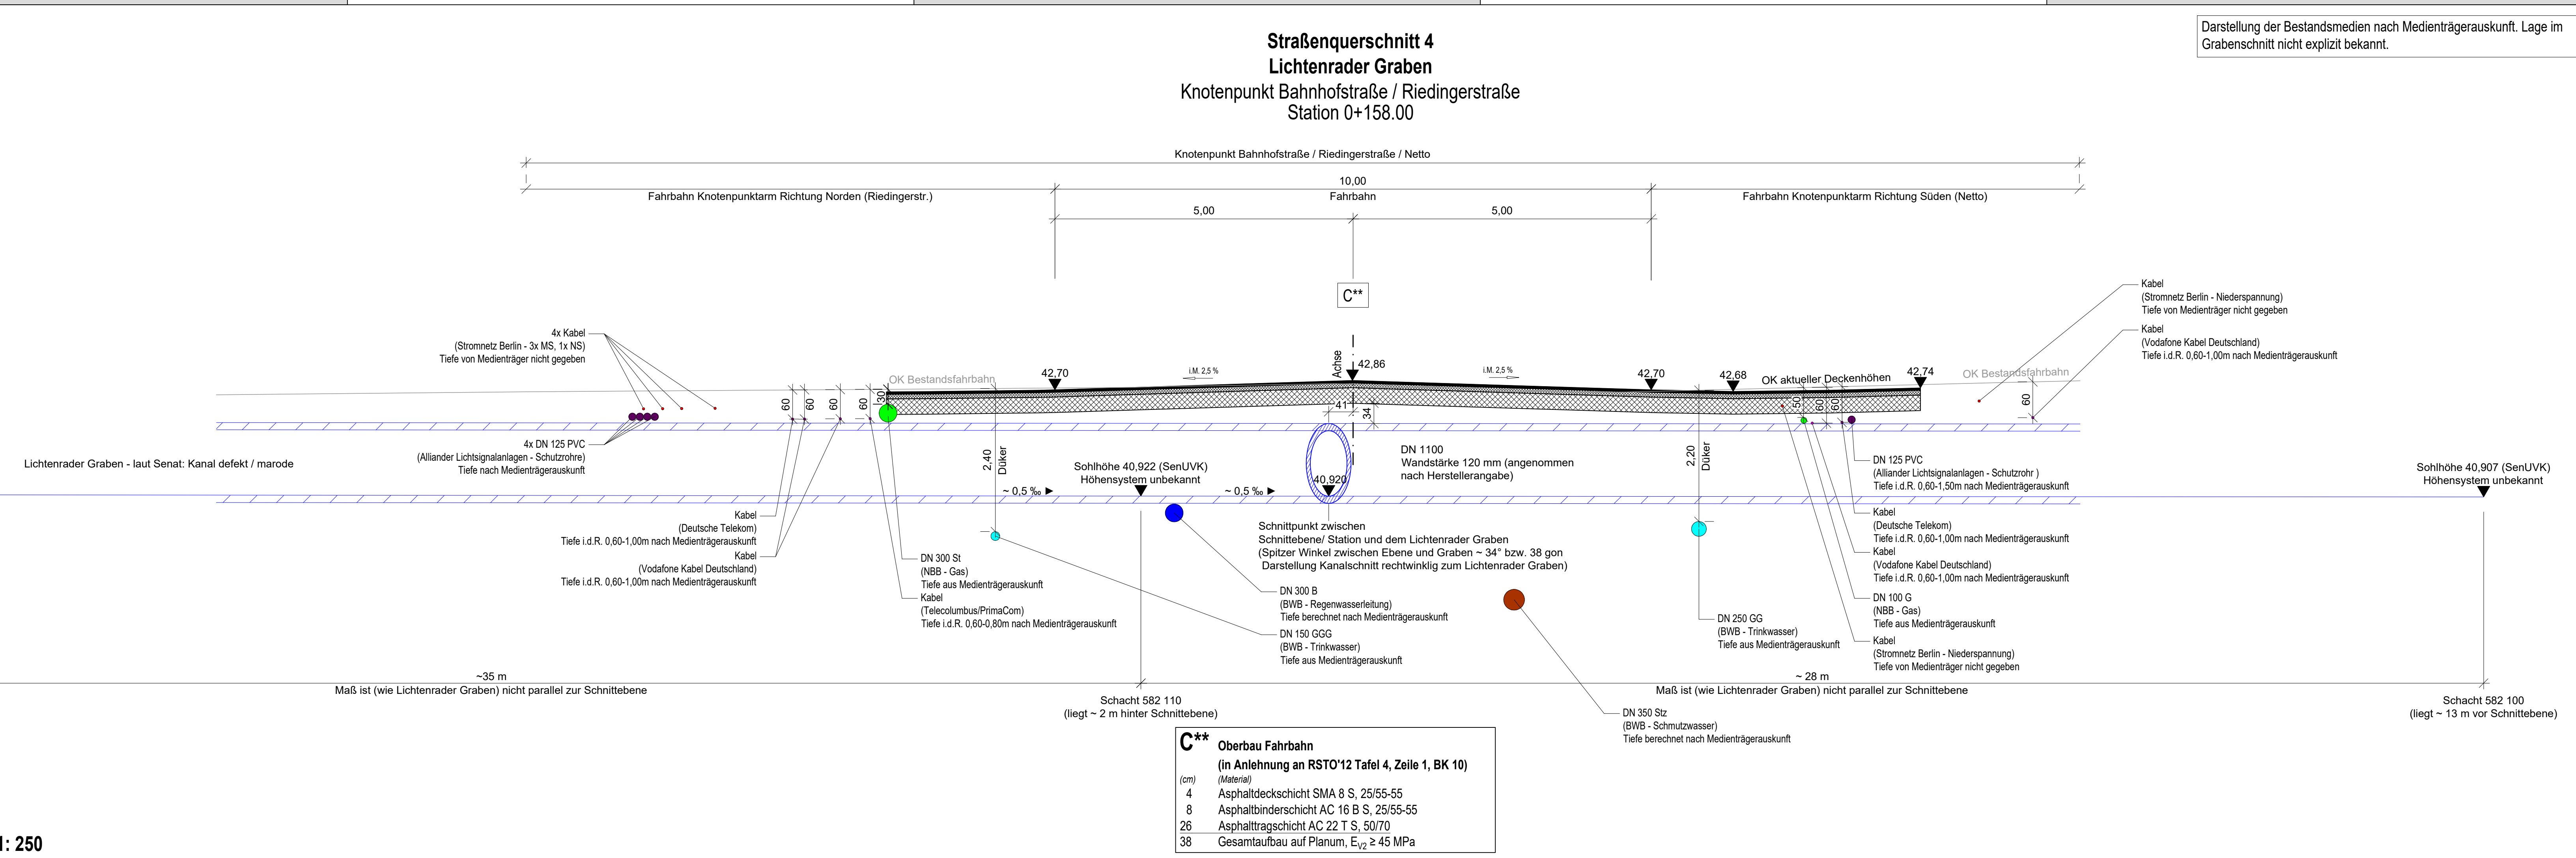 Darstellung der Bestandsmedien nach Medienträgerauskunft. Lage im
Grabenschnitt nicht explizit bekannt.
Straßenquerschnitt 4
Lichtenrader Graben
Knotenpunkt Bahnhofstraße / Riedingerstraße
Station 0+158.00
Knotenpunkt Bahnhofstraße / Riedingerstraße / Netto
Fahrbahn Knotenpunktarm Richtung Norden (Riedingerstr.)
10,00
Fahrbahn
Fahrbahn Knotenpunktarm Richtung Süden (Netto)
5,00
5,00
C**
4x Kabel
(Stromnetz Berlin - 3x MS, 1x NS)
Tiefe von Medienträger nicht gegeben
Kabel
(Stromnetz Berlin - Niederspannung)
Tiefe von Medienträger nicht gegeben
Kabel
(Vodafone Kabel Deutschland)
Tiefe i.d.R. 0,60-1,00m nach Medienträgerauskunft
OK Bestandsfahrbahn
42,70
i.M. 2,5 %
Achse
42,86
i.M. 2,5 %
42,70
42,68
OK aktueller Deckenhöhen
42,74
OK Bestandsfahrbahn
60
60
60
60
30
41
34
50
60
60
60
4x DN 125 PVC
(Alliander Lichtsignalanlagen - Schutzrohre)
Tiefe nach Medienträgerauskunft
Lichtenrader Graben - laut Senat: Kanal defekt / marode
2,40
Düker
Sohlhöhe 40,922 (SenUVK)
Höhensystem unbekannt
~ 0,5 ‰
~ 0,5 ‰
40,920
DN 1100
Wandstärke 120 mm (angenommen
nach Herstellerangabe)
2,20
Düker
DN 125 PVC
(Alliander Lichtsignalanlagen - Schutzrohr )
Tiefe i.d.R. 0,60-1,50m nach Medienträgerauskunft
Sohlhöhe 40,907 (SenUVK)
Höhensystem unbekannt
Kabel
(Deutsche Telekom)
Tiefe i.d.R. 0,60-1,00m nach Medienträgerauskunft
Kabel
(Vodafone Kabel Deutschland)
Tiefe i.d.R. 0,60-1,00m nach Medienträgerauskunft
DN 300 St
(NBB - Gas)
Tiefe aus Medienträgerauskunft
Kabel
(Telecolumbus/PrimaCom)
Tiefe i.d.R. 0,60-0,80m nach Medienträgerauskunft
Schnittpunkt zwischen
Schnittebene/ Station und dem Lichtenrader Graben
(Spitzer Winkel zwischen Ebene und Graben ~ 34° bzw. 38 gon
Darstellung Kanalschnitt rechtwinklig zum Lichtenrader Graben)
DN 300 B
(BWB - Regenwasserleitung)
Tiefe berechnet nach Medienträgerauskunft
DN 150 GGG
(BWB - Trinkwasser)
Tiefe aus Medienträgerauskunft
DN 250 GG
(BWB - Trinkwasser)
Tiefe aus Medienträgerauskunft
Kabel
(Deutsche Telekom)
Tiefe i.d.R. 0,60-1,00m nach Medienträgerauskunft
Kabel
(Vodafone Kabel Deutschland)
Tiefe i.d.R. 0,60-1,00m nach Medienträgerauskunft
DN 100 G
(NBB - Gas)
Tiefe aus Medienträgerauskunft
Kabel
(Stromnetz Berlin - Niederspannung)
Tiefe von Medienträger nicht gegeben
~35 m
Maß ist (wie Lichtenrader Graben) nicht parallel zur Schnittebene
~ 28 m
Maß ist (wie Lichtenrader Graben) nicht parallel zur Schnittebene
Schacht 582 110
(liegt ~ 2 m hinter Schnittebene)
Schacht 582 100
(liegt ~ 13 m vor Schnittebene)
DN 350 Stz
(BWB - Schmutzwasser)
Tiefe berechnet nach Medienträgerauskunft
C** Oberbau Fahrbahn
(in Anlehnung an RSTO'12 Tafel 4, Zeile 1, BK 10)
(cm) (Material)
4 Asphaltdeckschicht SMA 8 S, 25/55-55
8 Asphaltbinderschicht AC 16 B S, 25/55-55
26 Asphalttragschicht AC 22 T S, 50/70
38 Gesamtaufbau auf Planum, EV2 ≥ 45 MPa
1: 250